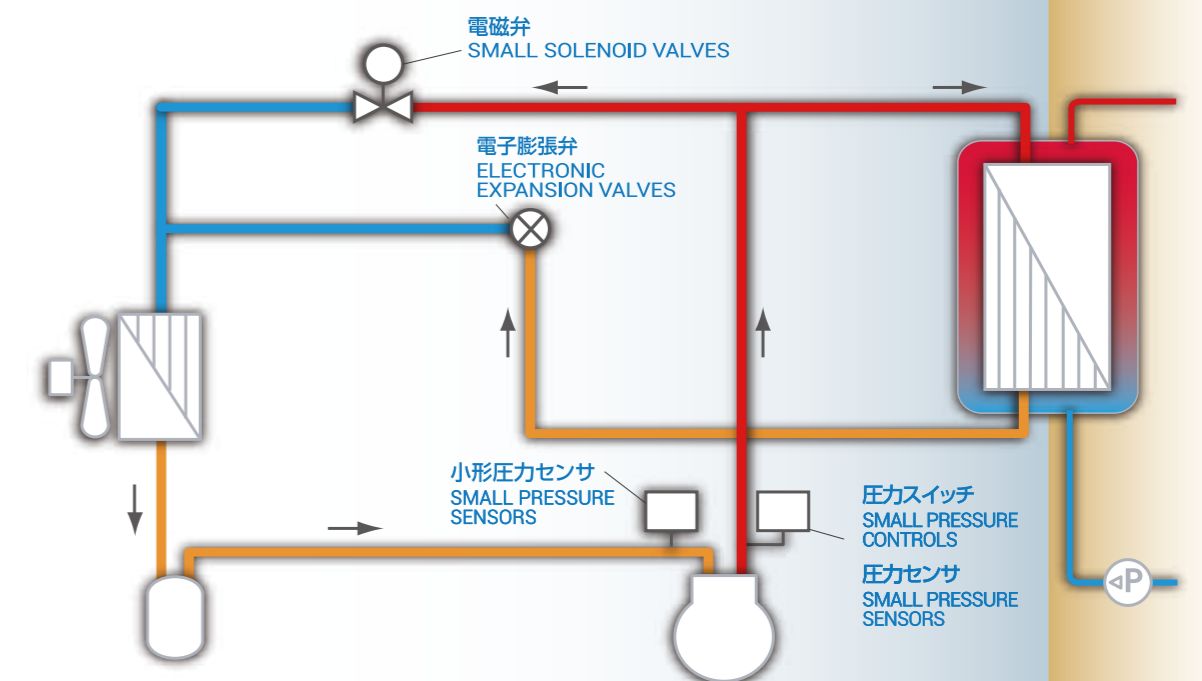 電磁弁
SMALL SOLENOID VALVES
電子膨張弁
ELECTRONIC
EXPANSION VALVES
小形圧力センサ
SMALL PRESSURE
SENSORS
圧力スイッチ
SMALL PRESSURE
CONTROLS
圧力センサ
SMALL PRESSURE
SENSORS
P